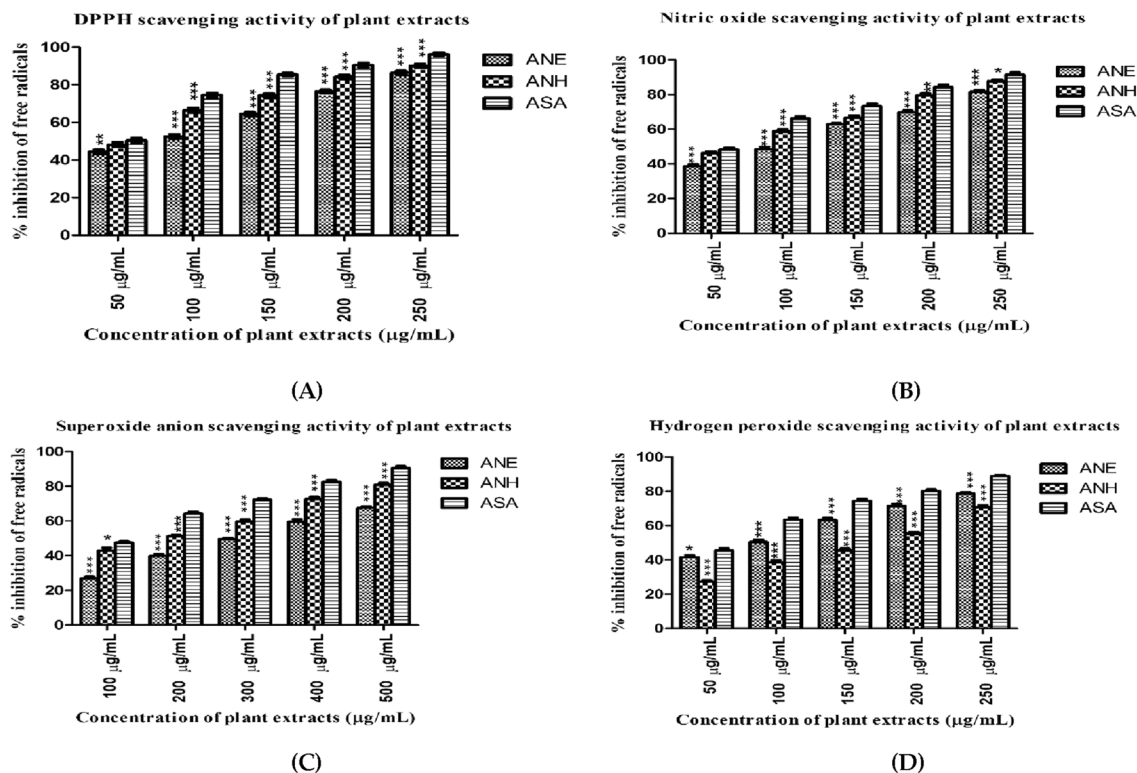 DPPH scavenging activity of plant extracts
% inhibition of free radicals
100
80
60
40
20
0
**
***
***
***
***
***
***
***
***
ANE
ANH
ASA
50 µg/mL
100 µg/mL
150 µg/mL
200 µg/mL
250 µg/mL
Concentration of plant extracts (µg/mL)
(A)
Nitric oxide scavenging activity of plant extracts
% inhibition of free radicals
100
80
60
40
20
0
***
***
***
***
***
***
**
***
*
ANE
ANH
ASA
50 µg/mL
100 µg/mL
150 µg/mL
200 µg/mL
250 µg/mL
Concentration of plant extracts (µg/mL)
(B)
Superoxide anion scavenging activity of plant extracts
% inhibition of free radicals
100
80
60
40
20
0
***
*
***
***
***
***
***
***
***
***
ANE
ANH
ASA
100 µg/mL
200 µg/mL
300 µg/mL
400 µg/mL
500 µg/mL
Concentration of plant extracts (µg/mL)
(C)
Hydrogen peroxide scavenging activity of plant extracts
% inhibition of free radicals
100
80
60
40
20
0
*
***
***
***
***
***
***
***
***
***
ANE
ANH
ASA
50 µg/mL
100 µg/mL
150 µg/mL
200 µg/mL
250 µg/mL
Concentration of plant extracts (µg/mL)
(D)